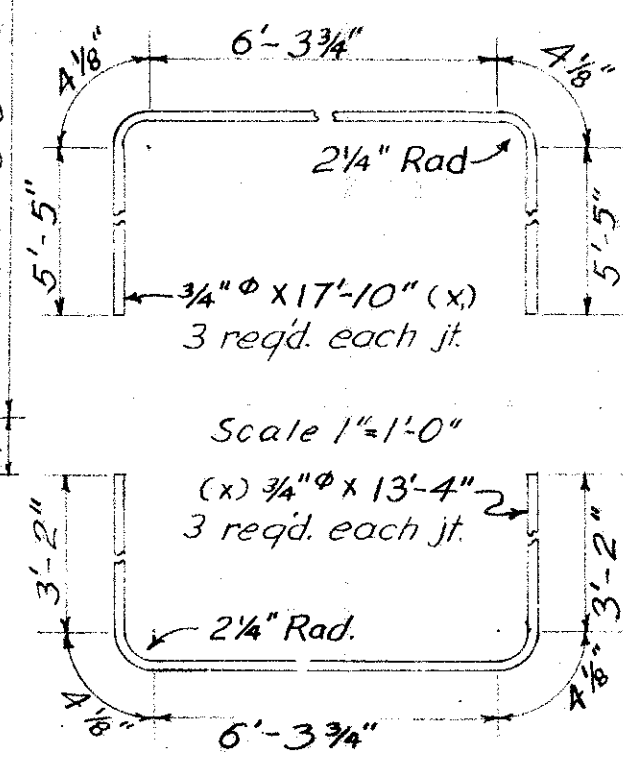 6'-3¾"
4⅛"
4⅛"
2¼" Rad
5'-5"
5'-5"
¾"ᶲ X 17'-10" (x)
3 req'd. each jt.
Scale 1"=1'-0"
(x) ¾"ᶲ x 13'-4"
3 req'd. each jt.
3'-2"
3'-2"
2¼" Rad.
4⅛"
4⅛"
6'-3¾"